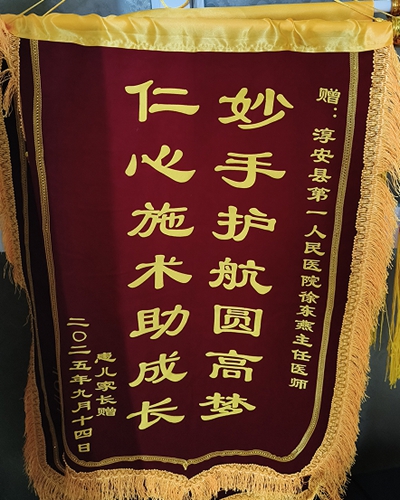 赠：淳安县第一人民医院徐东燕主任医师
妙手护航圆高梦
仁心施术助成长
患儿家长赠
二〇二五年九月十四日